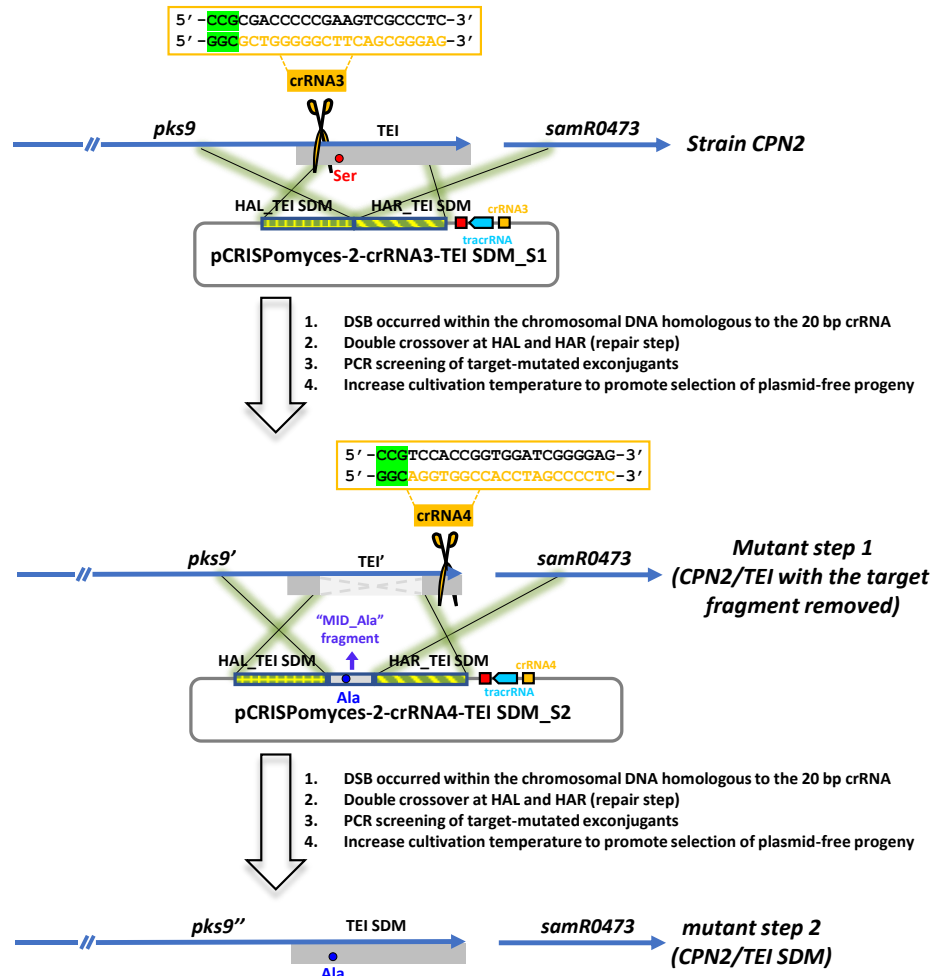 5’-CCGCGACCCCCGAAGTCGCCCTC-3’
5’-GGCGCTGGGGGCTTCAGCGGGAG-3’
crRNA3
pks9
TEI
samR0473
Strain CPN2
Ser
HAL_TEI SDM
HAR_TEI SDM
crRNA3
tracrRNA
pCRISPomyces-2-crRNA3-TEI SDM_S1
1. DSB occurred within the chromosomal DNA homologous to the 20 bp crRNA
2. Double crossover at HAL and HAR (repair step)
3. PCR screening of target-mutated exconjugants
4. Increase cultivation temperature to promote selection of plasmid-free progeny
5’-CCGTCCACCGGTGGATCGGGGAG-3’
5’-GGCAGGTGGCCACCTAGCCCCTC-3’
crRNA4
pks9’
TEI’
samR0473
Mutant step 1
(CPN2/TEI with the target
fragment removed)
“MID_Ala”
fragment
HAL_TEI SDM
HAR_TEI SDM
crRNA4
Ala
tracrRNA
pCRISPomyces-2-crRNA4-TEI SDM_S2
1. DSB occurred within the chromosomal DNA homologous to the 20 bp crRNA
2. Double crossover at HAL and HAR (repair step)
3. PCR screening of target-mutated exconjugants
4. Increase cultivation temperature to promote selection of plasmid-free progeny
pks9’’
TEI SDM
samR0473
mutant step 2
(CPN2/TEI SDM)
Ala